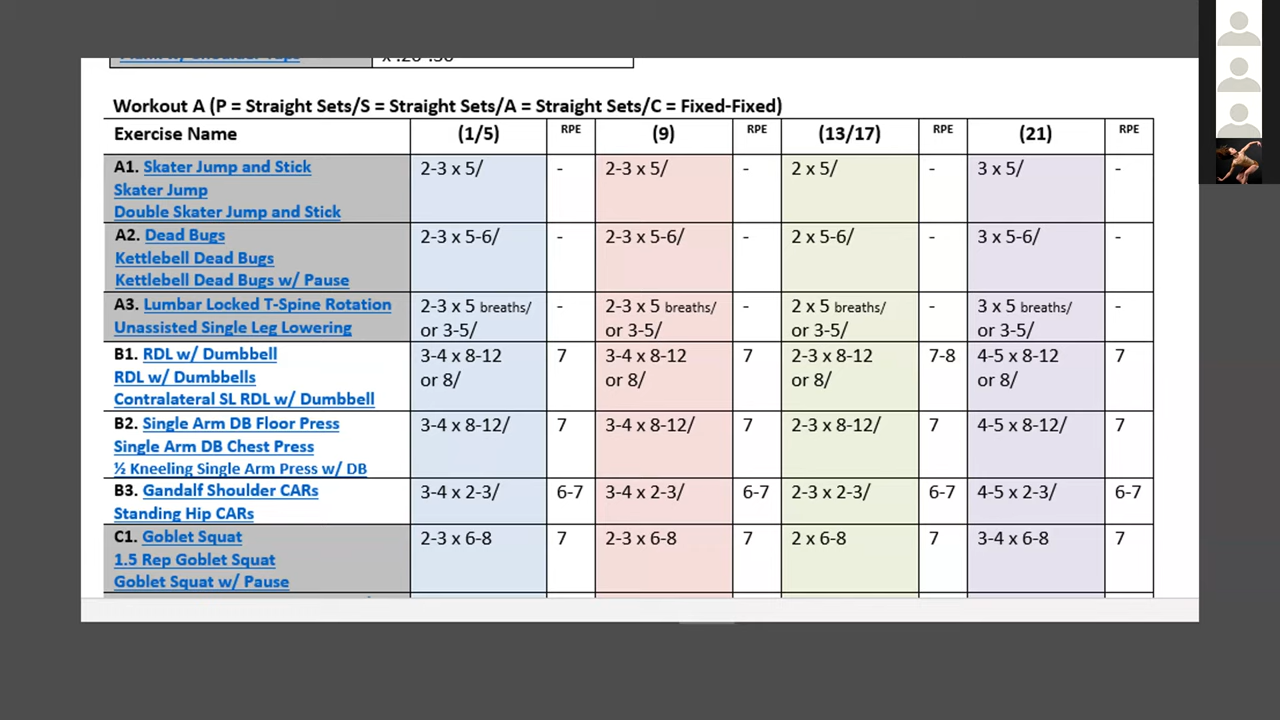 x :20-:30
Workout A (P = Straight Sets/S = Straight Sets/A = Straight Sets/C = Fixed-Fixed)
Exercise Name (1/5) RPE (9) RPE (13/17) RPE (21) RPE
A1. Skater Jump and Stick 2-3 x 5/ - 2-3 x 5/ - 2 x 5/ - 3 x 5/ -
Skater Jump
Double Skater Jump and Stick
A2. Dead Bugs 2-3 x 5-6/ - 2-3 x 5-6/ - 2 x 5-6/ - 3 x 5-6/ -
Kettlebell Dead Bugs
Kettlebell Dead Bugs w/ Pause
A3. Lumbar Locked T-Spine Rotation 2-3 x 5 breaths/ - 2-3 x 5 breaths/ - 2 x 5 breaths/ - 3 x 5 breaths/ -
Unassisted Single Leg Lowering or 3-5/ or 3-5/ or 3-5/ or 3-5/
B1. RDL w/ Dumbbell 3-4 x 8-12 7 3-4 x 8-12 7 2-3 x 8-12 7-8 4-5 x 8-12 7
RDL w/ Dumbbells or 8/ or 8/ or 8/ or 8/
Contralateral SL RDL w/ Dumbbell
B2. Single Arm DB Floor Press 3-4 x 8-12/ 7 3-4 x 8-12/ 7 2-3 x 8-12/ 7 4-5 x 8-12/ 7
Single Arm DB Chest Press
½ Kneeling Single Arm Press w/ DB
B3. Gandalf Shoulder CARs 3-4 x 2-3/ 6-7 3-4 x 2-3/ 6-7 2-3 x 2-3/ 6-7 4-5 x 2-3/ 6-7
Standing Hip CARs
C1. Goblet Squat 2-3 x 6-8 7 2-3 x 6-8 7 2 x 6-8 7 3-4 x 6-8 7
1.5 Rep Goblet Squat
Goblet Squat w/ Pause